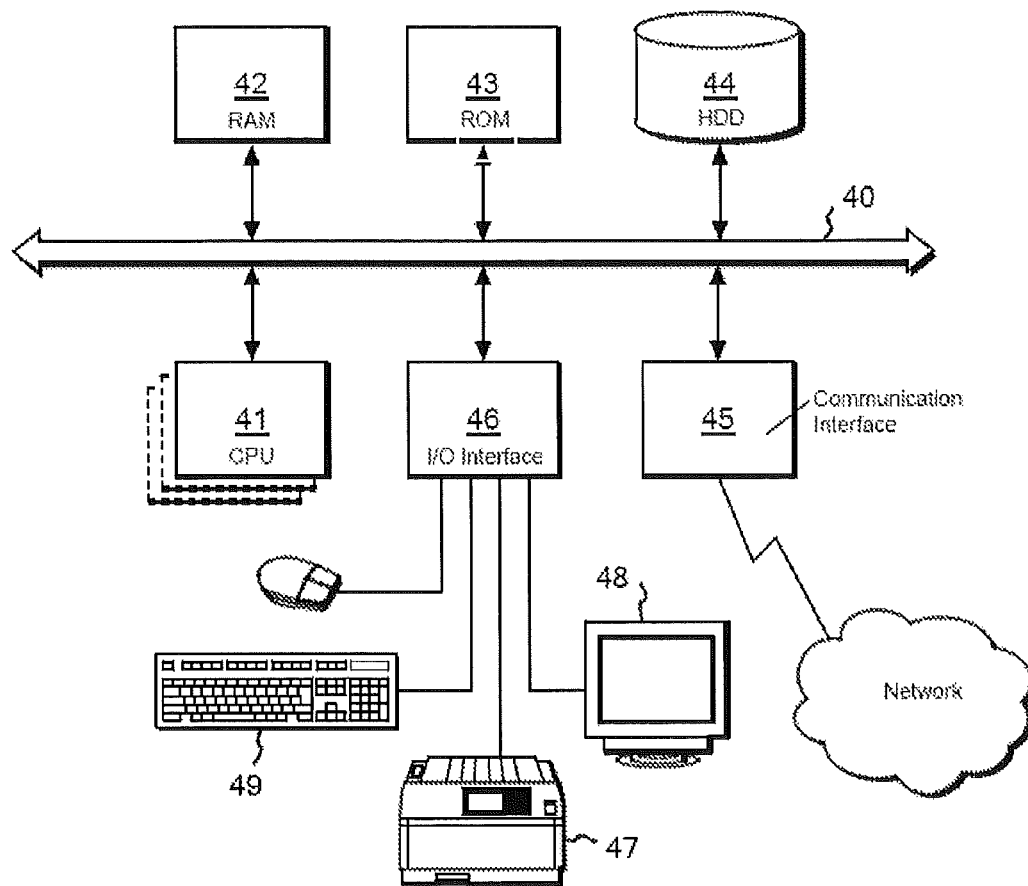 42
RAM
43
ROM
44
HDD
40
41
CPU
46
I/O Interface
45
Communication
Interface
48
Network
49
47